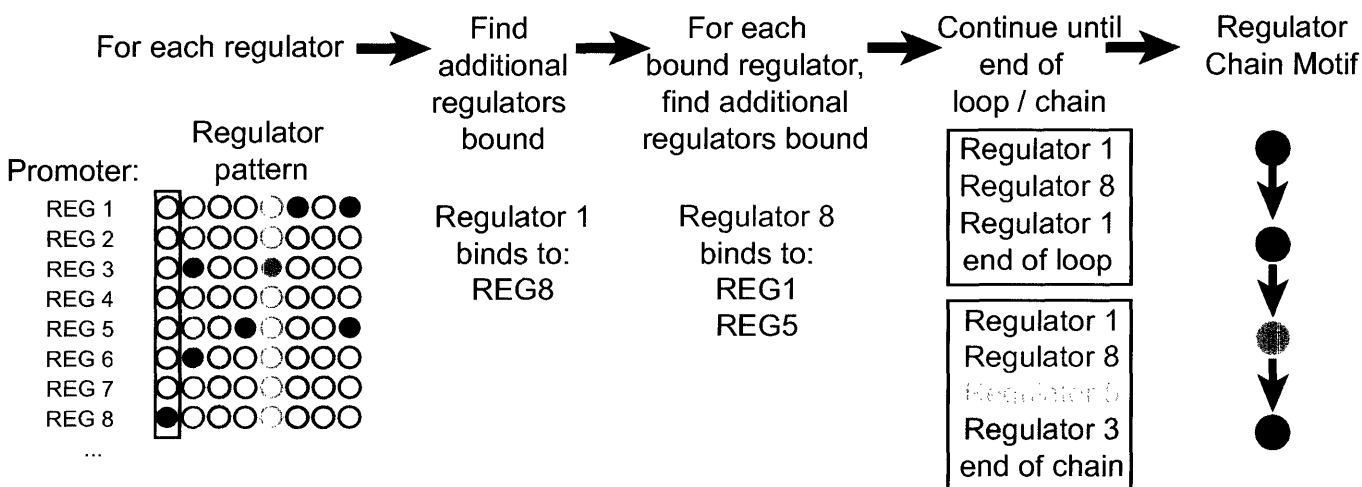 For each regulator
Find
additional
regulators
bound
For each
bound regulator,
find additional
regulators bound
Continue until
end of
loop / chain
Regulator
Chain Motif
Promoter:
Regulator
pattern
REG 1
REG 2
REG 3
REG 4
REG 5
REG 6
REG 7
REG 8
...
Regulator 1
binds to:
REG8
Regulator 8
binds to:
REG1
REG5
Regulator 1
Regulator 8
Regulator 1
end of loop
Regulator 1
Regulator 8
Regulator 5
Regulator 3
end of chain